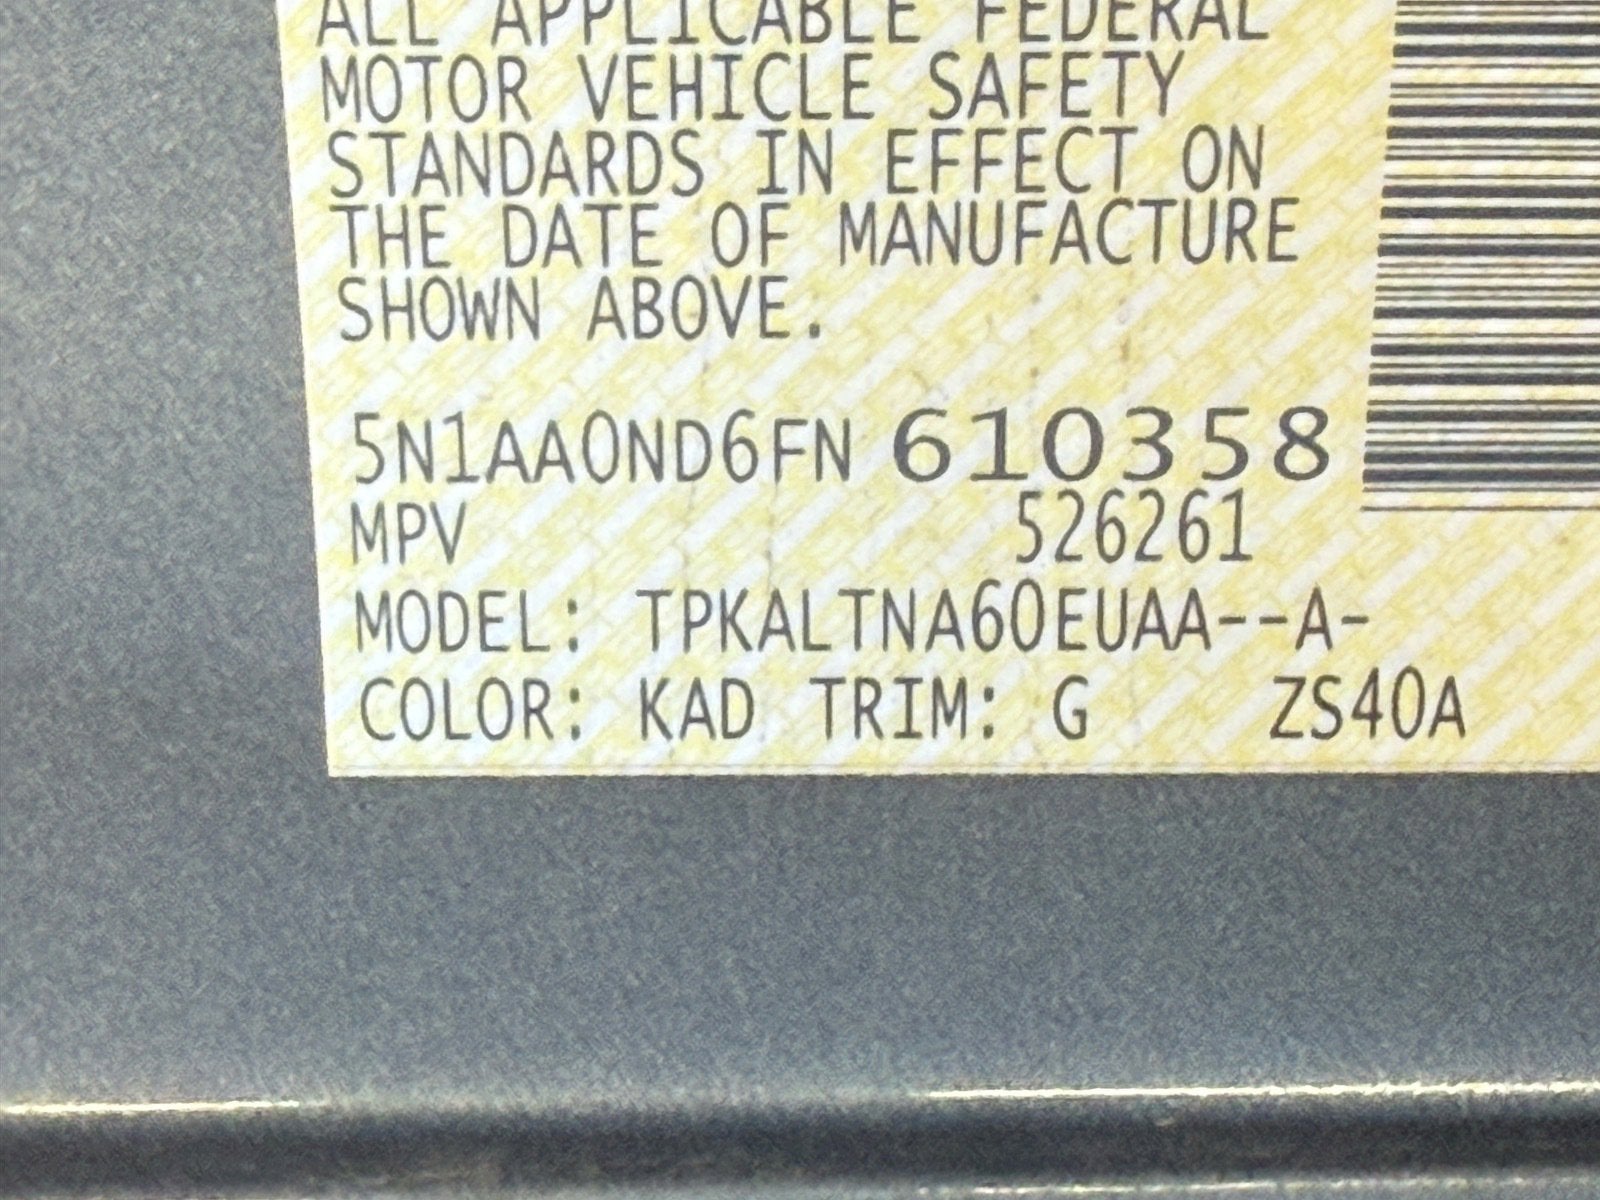 ALL APPLICABLE FEDERAL
MOTOR VEHICLE SAFETY
STANDARDS IN EFFECT ON
THE DATE OF MANUFACTURE
SHOWN ABOVE.
5N1AA0ND6FN 610358
MPV 526261
MODEL: TPKALTNA60EUAA--A-
COLOR: KAD TRIM: G ZS40A